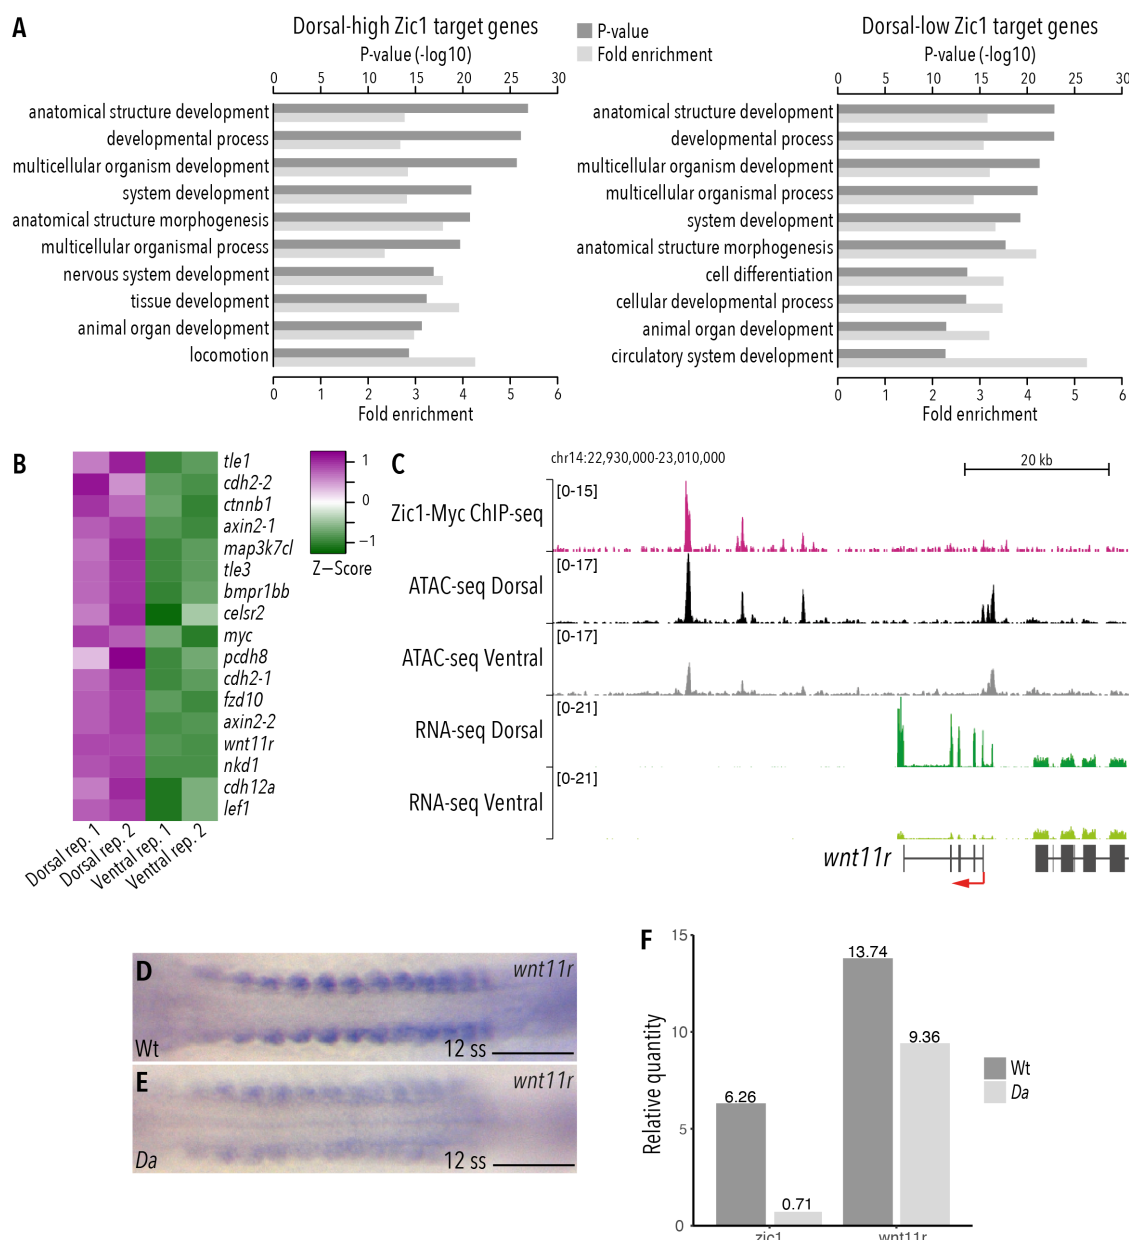 A
Dorsal-high Zic1 target genes
P-value (-log10)
0 5 10 15 20 25 30
anatomical structure development
developmental process
multicellular organism development
system development
anatomical structure morphogenesis
multicellular organismal process
nervous system development
tissue development
animal organ development
locomotion
0 1 2 3 4 5 6
Fold enrichment
P-value
Fold enrichment
Dorsal-low Zic1 target genes
P-value (-log10)
0 5 10 15 20 25 30
anatomical structure development
developmental process
multicellular organism development
multicellular organismal process
system development
anatomical structure morphogenesis
cell differentiation
cellular developmental process
animal organ development
circulatory system development
0 1 2 3 4 5 6
Fold enrichment
B
tle1
cdh2-2
ctnnb1
axin2-1
map3k7cl
tle3
bmpr1bb
celsr2
myc
pcdh8
cdh2-1
fzd10
axin2-2
wnt11r
nkd1
cdh12a
lef1
Dorsal rep. 1
Dorsal rep. 2
Ventral rep. 1
Ventral rep. 2
1
0
−1
Z−Score
C
chr14:22,930,000-23,010,000
20 kb
Zic1-Myc ChIP-seq
[0-15]
ATAC-seq Dorsal
[0-17]
ATAC-seq Ventral
[0-17]
RNA-seq Dorsal
[0-21]
RNA-seq Ventral
[0-21]
wnt11r
D
wnt11r
Wt
12 ss
E
wnt11r
Da
12 ss
F
Relative quantity
15
10
5
0
6.26
0.71
13.74
9.36
zic1
wnt11r
Wt
Da